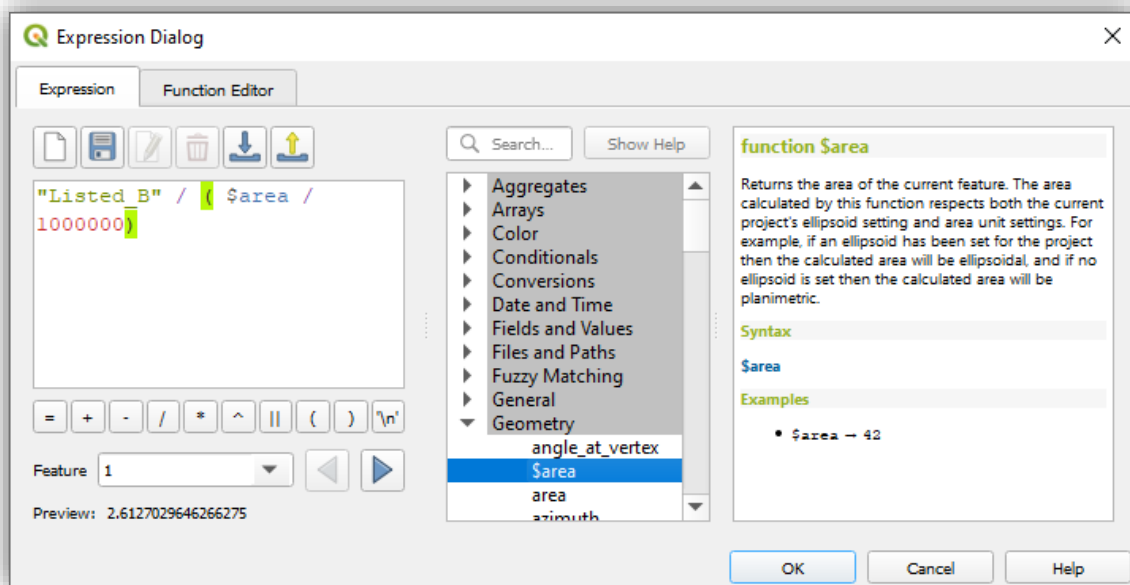 Expression Dialog
Expression
Function Editor
"Listed_B" / ( $area /
1000000)
= + - / * ^ || ( ) '\n'
Feature 1
Preview: 2.6127029646266275
Search...
Show Help
Aggregates
Arrays
Color
Conditionals
Conversions
Date and Time
Fields and Values
Files and Paths
Fuzzy Matching
General
Geometry
angle_at_vertex
$area
area
azimuth
function $area
Returns the area of the current feature. The area
calculated by this function respects both the current
project's ellipsoid setting and area unit settings. For
example, if an ellipsoid has been set for the project
then the calculated area will be ellipsoidal, and if no
ellipsoid is set then the calculated area will be
planimetric.
Syntax
$area
Examples
• $area → 42
OK
Cancel
Help